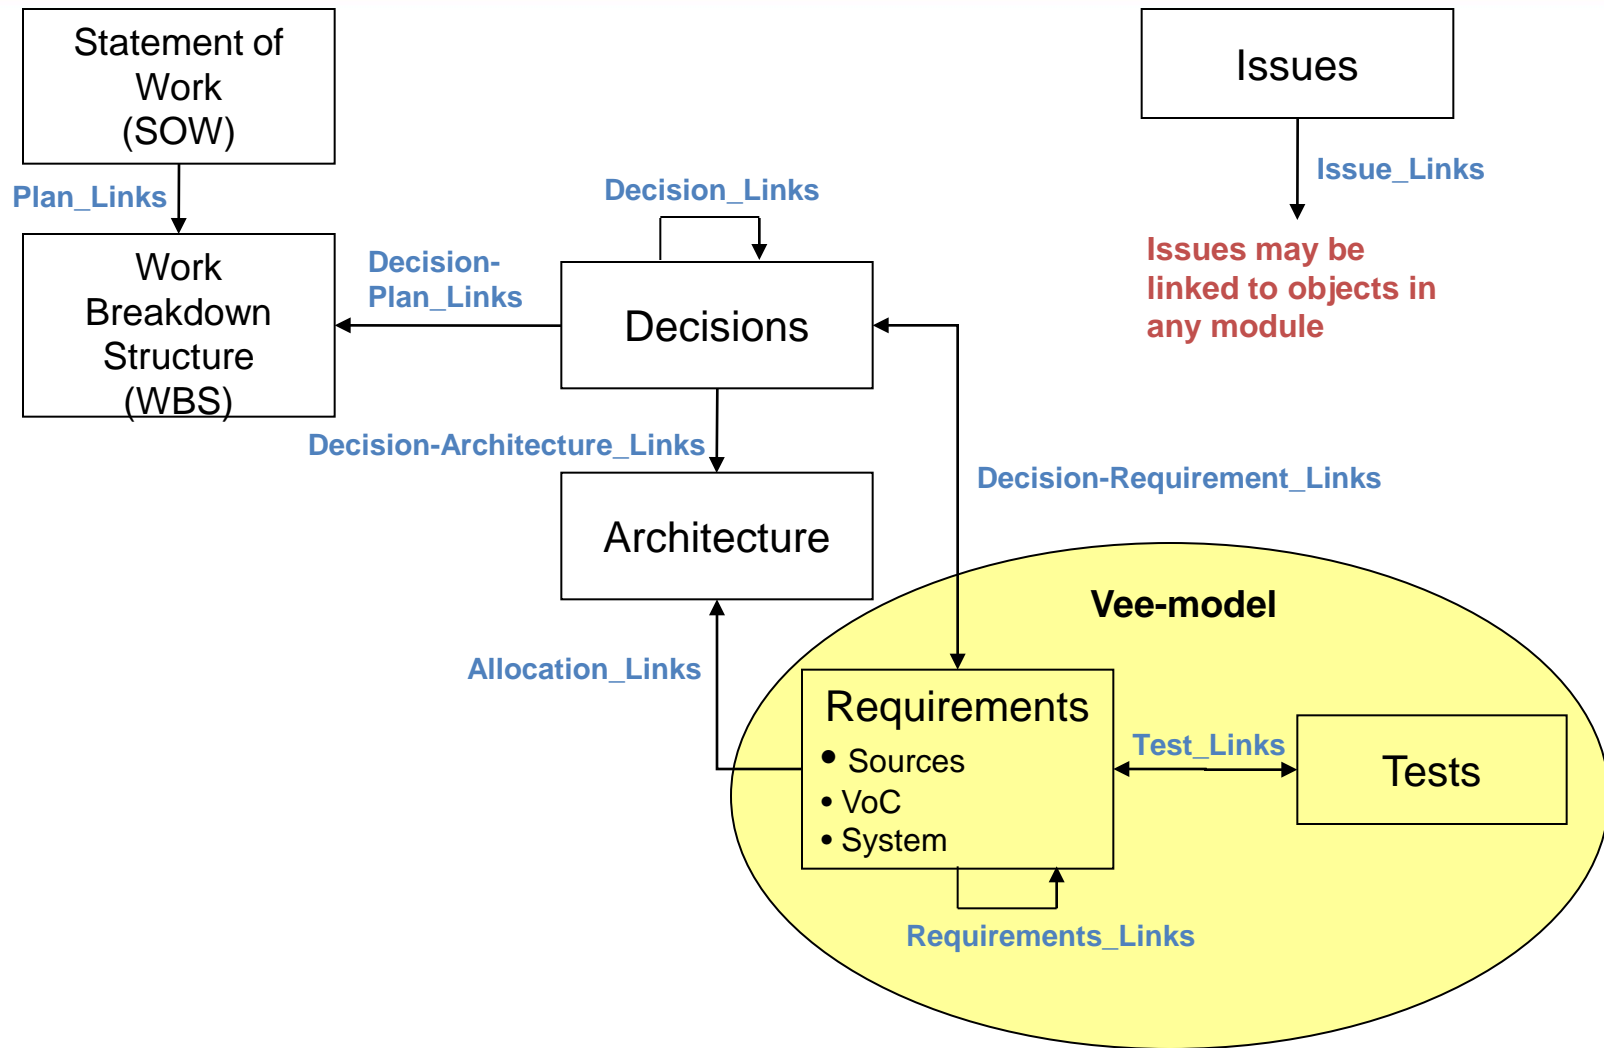 Statement of
Work
(SOW)
Issues
Plan_Links
Decision_Links
Issue_Links
Work
Breakdown
Structure
(WBS)
Decision-
Plan_Links
Decisions
Issues may be
linked to objects in
any module
Decision-Architecture_Links
Decision-Requirement_Links
Architecture
Vee-model
Allocation_Links
Requirements
• Sources
• VoC
• System
Test_Links
Tests
Requirements_Links